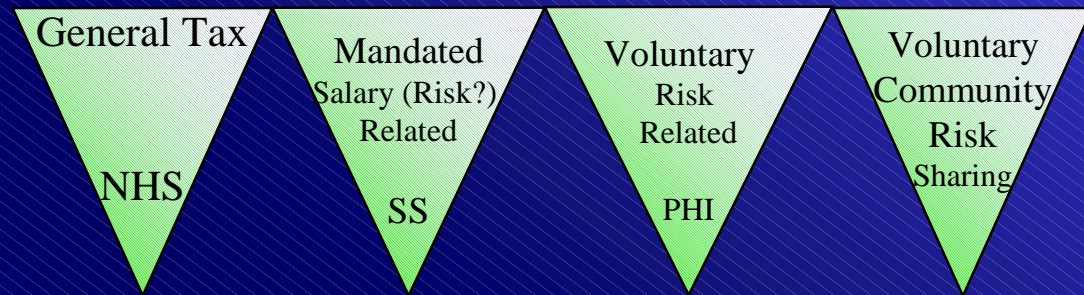 General Tax
NHS
Mandated
Salary (Risk?)
Related
SS
Voluntary
Risk
Related
PHI
Voluntary
Community
Risk
Sharing